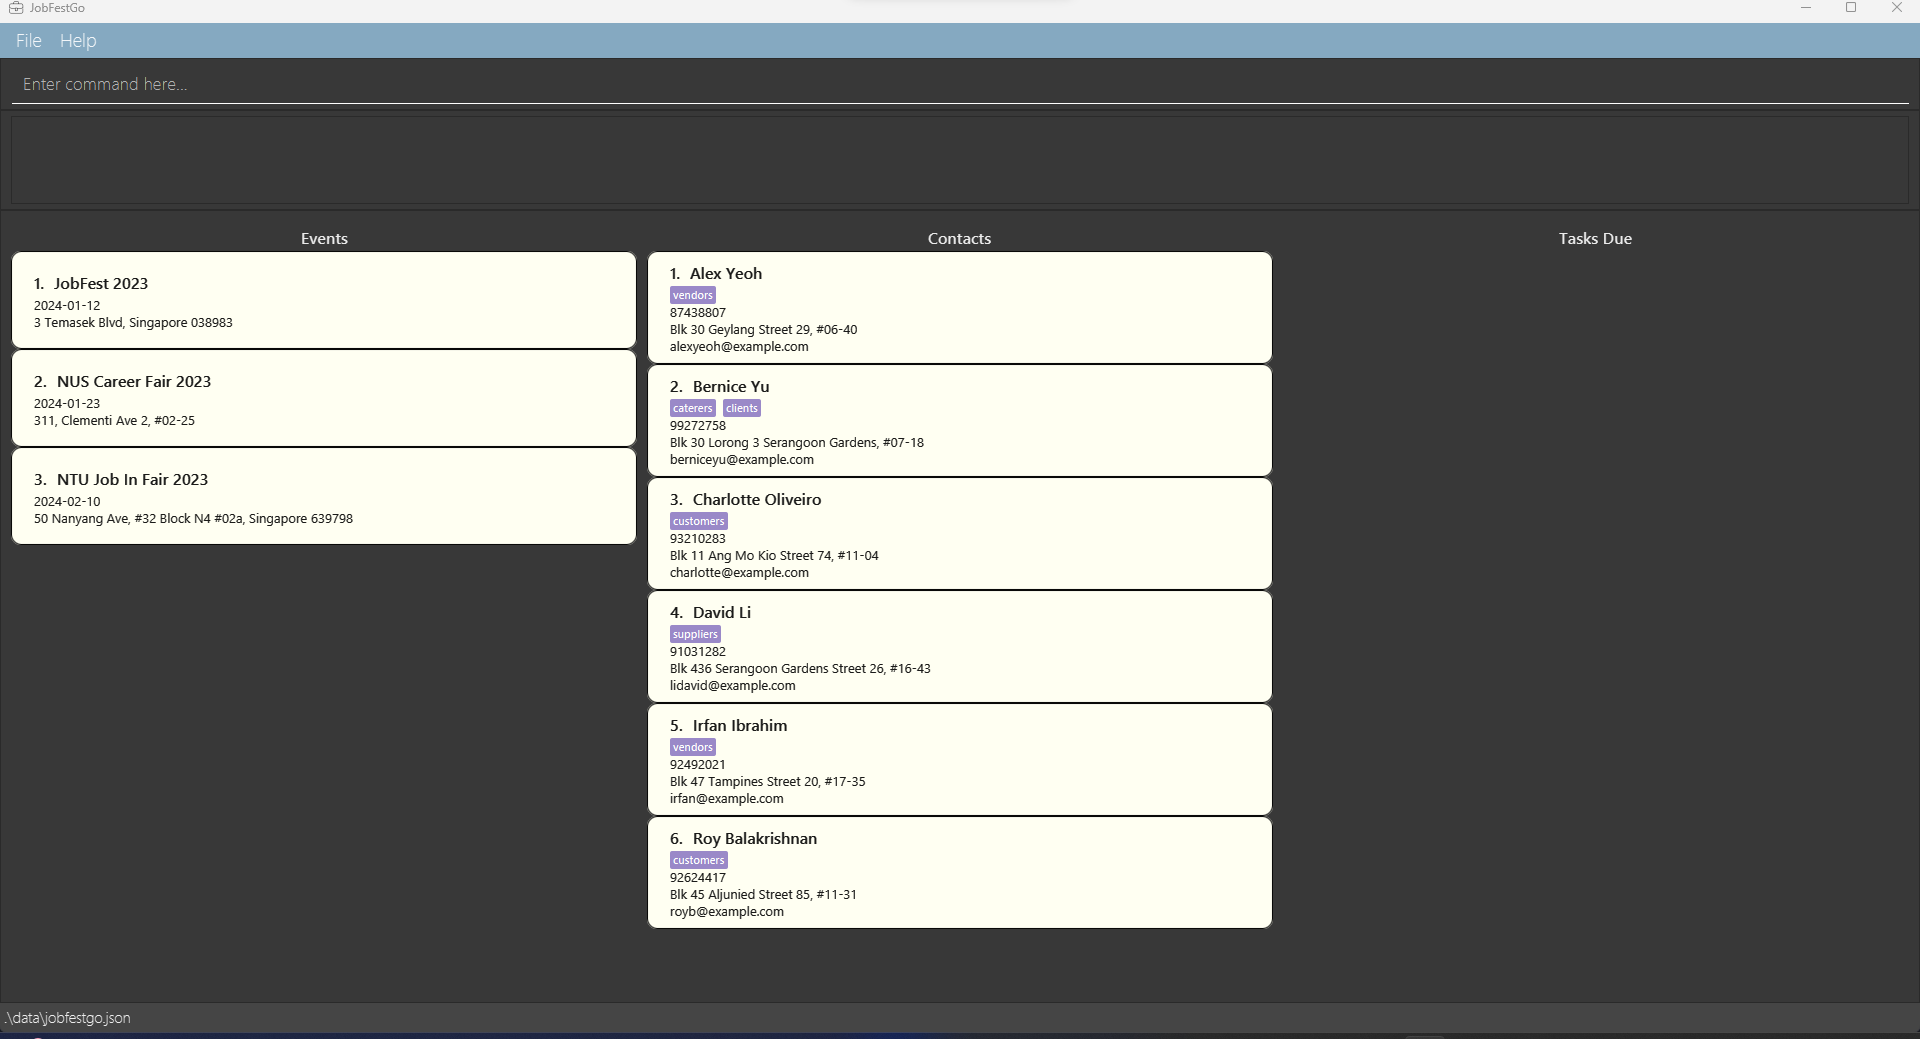 JobFestGo
File Help
Enter command here...
Events
1. JobFest 2023
2024-01-12
3 Temasek Blvd, Singapore 038983
2. NUS Career Fair 2023
2024-01-23
311, Clementi Ave 2, #02-25
3. NTU Job In Fair 2023
2024-02-10
50 Nanyang Ave, #32 Block N4 #02a, Singapore 639798
Contacts
1. Alex Yeoh
vendors
87438807
Blk 30 Geylang Street 29, #06-40
alexyeoh@example.com
2. Bernice Yu
caterers clients
99272758
Blk 30 Lorong 3 Serangoon Gardens, #07-18
berniceyu@example.com
3. Charlotte Oliveiro
customers
93210283
Blk 11 Ang Mo Kio Street 74, #11-04
charlotte@example.com
4. David Li
suppliers
91031282
Blk 436 Serangoon Gardens Street 26, #16-43
lidavid@example.com
5. Irfan Ibrahim
vendors
92492021
Blk 47 Tampines Street 20, #17-35
irfan@example.com
6. Roy Balakrishnan
customers
92624417
Blk 45 Aljunied Street 85, #11-31
royb@example.com
Tasks Due
.\data\jobfestgo.json